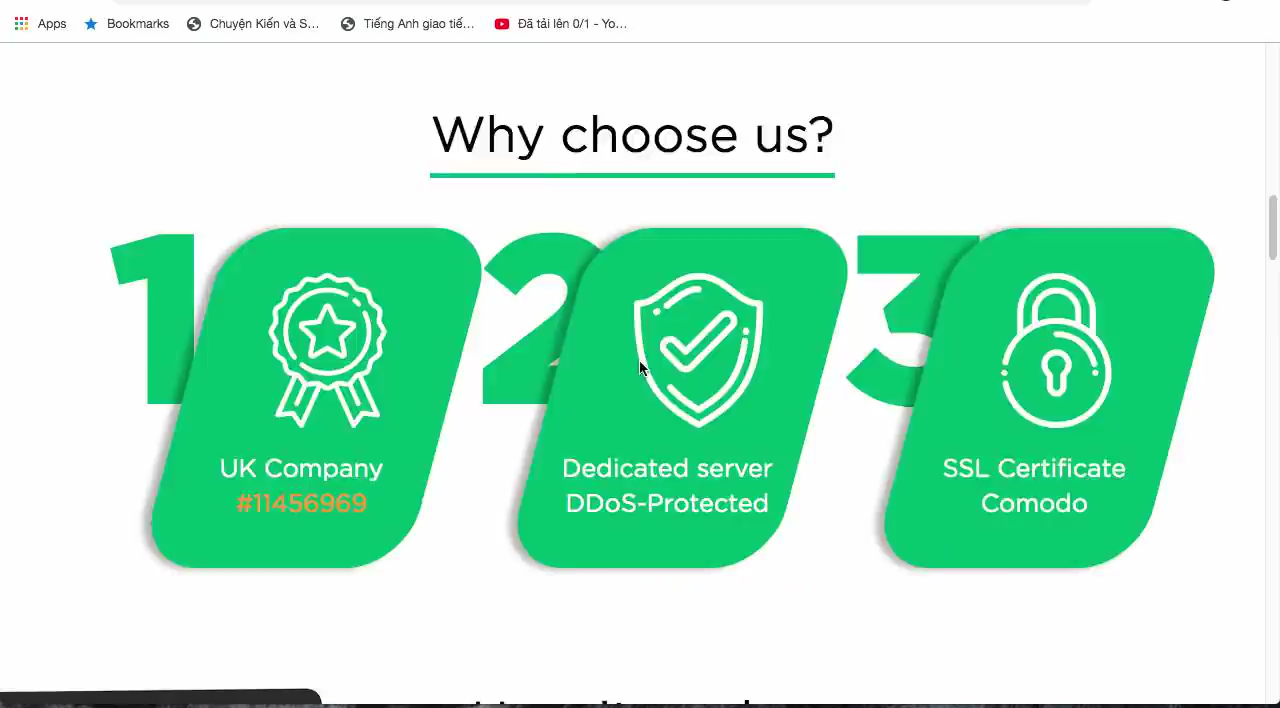 Apps
Bookmarks
Chuyện Kiến và S...
Tiếng Anh giao tiế...
Đã tải lên 0/1 - Yo...
Why choose us?
1
2
3
UK Company
#11456969
Dedicated server
DDoS-Protected
SSL Certificate
Comodo